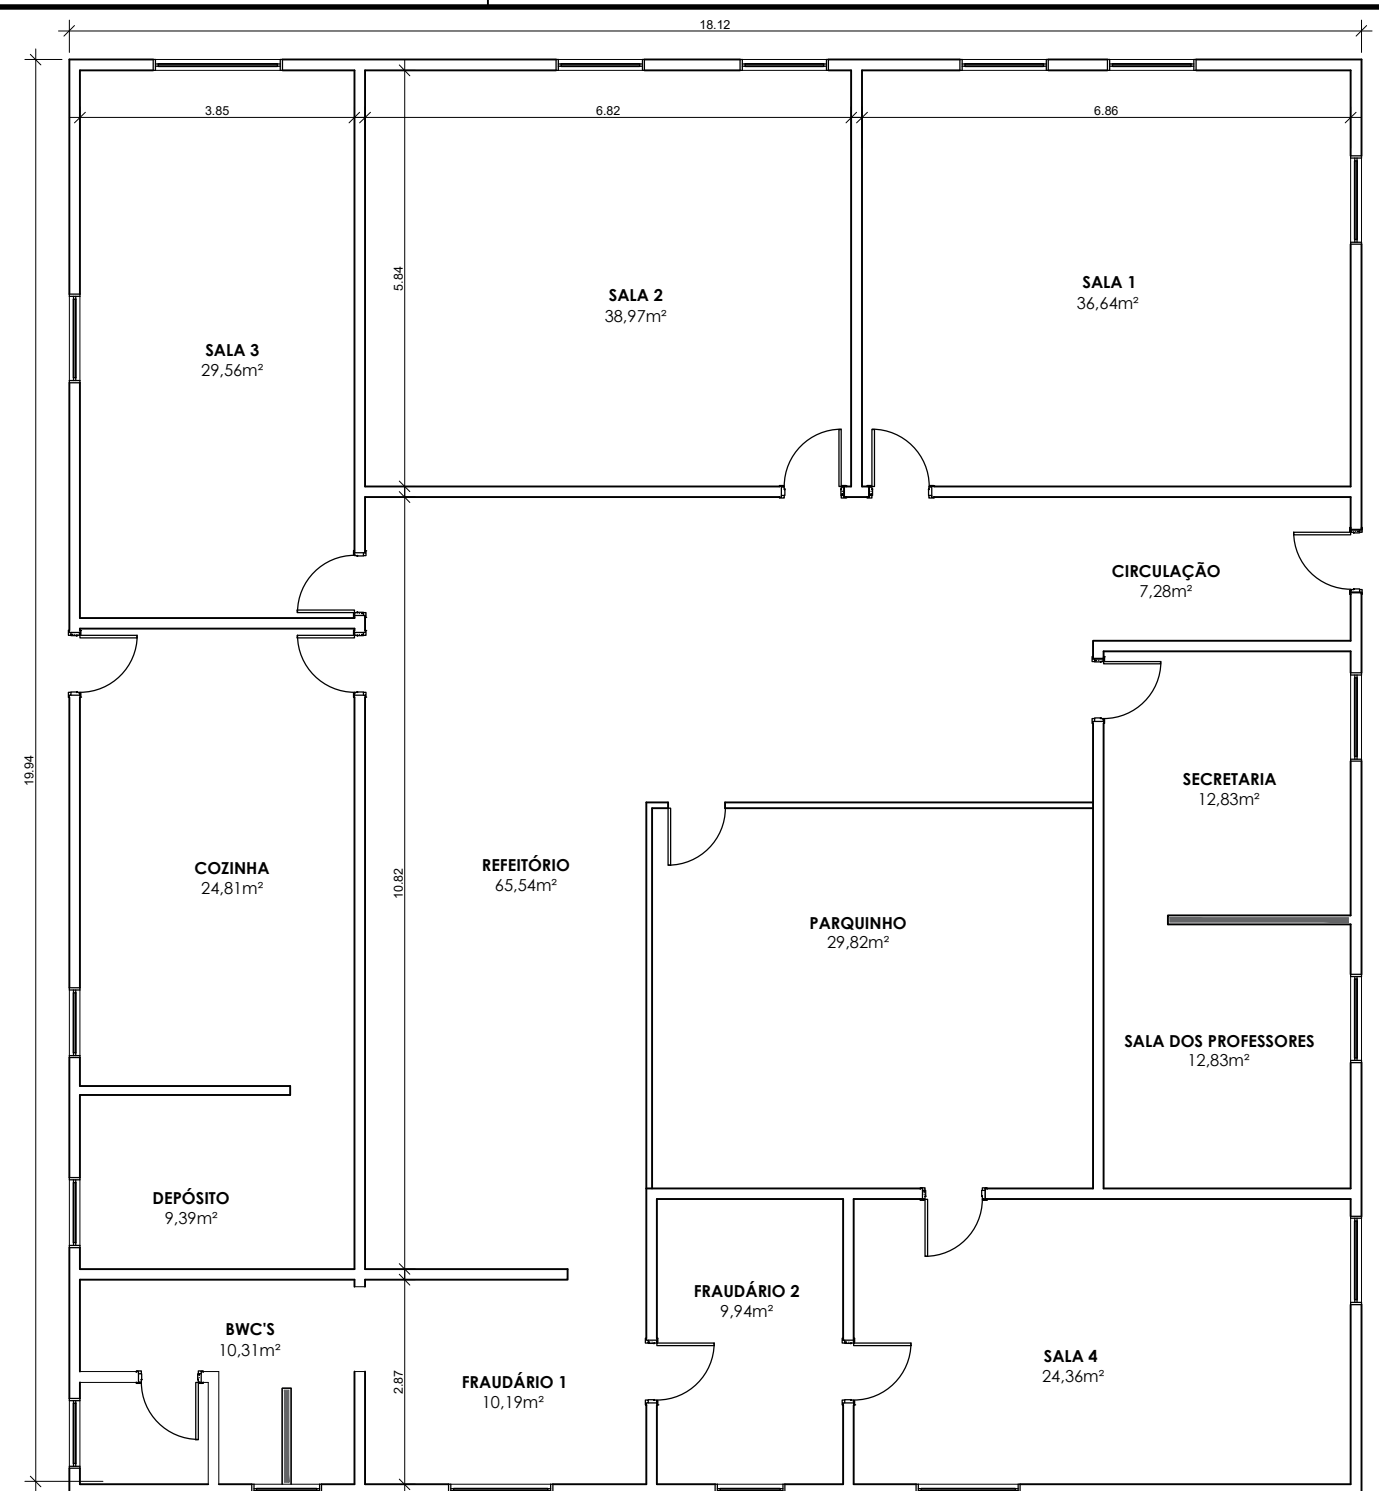 18.12
3.85
6.82
6.86
5.84
SALA 1
36,64m²
SALA 2
38,97m²
SALA 3
29,56m²
CIRCULAÇÃO
7,28m²
19.94
SECRETARIA
12,83m²
COZINHA
24,81m²
10.82
REFEITÓRIO
65,54m²
PARQUINHO
29,82m²
SALA DOS PROFESSORES
12,83m²
DEPÓSITO
9,39m²
FRAUDÁRIO 2
9,94m²
BWC'S
10,31m²
SALA 4
24,36m²
2.87
FRAUDÁRIO 1
10,19m²